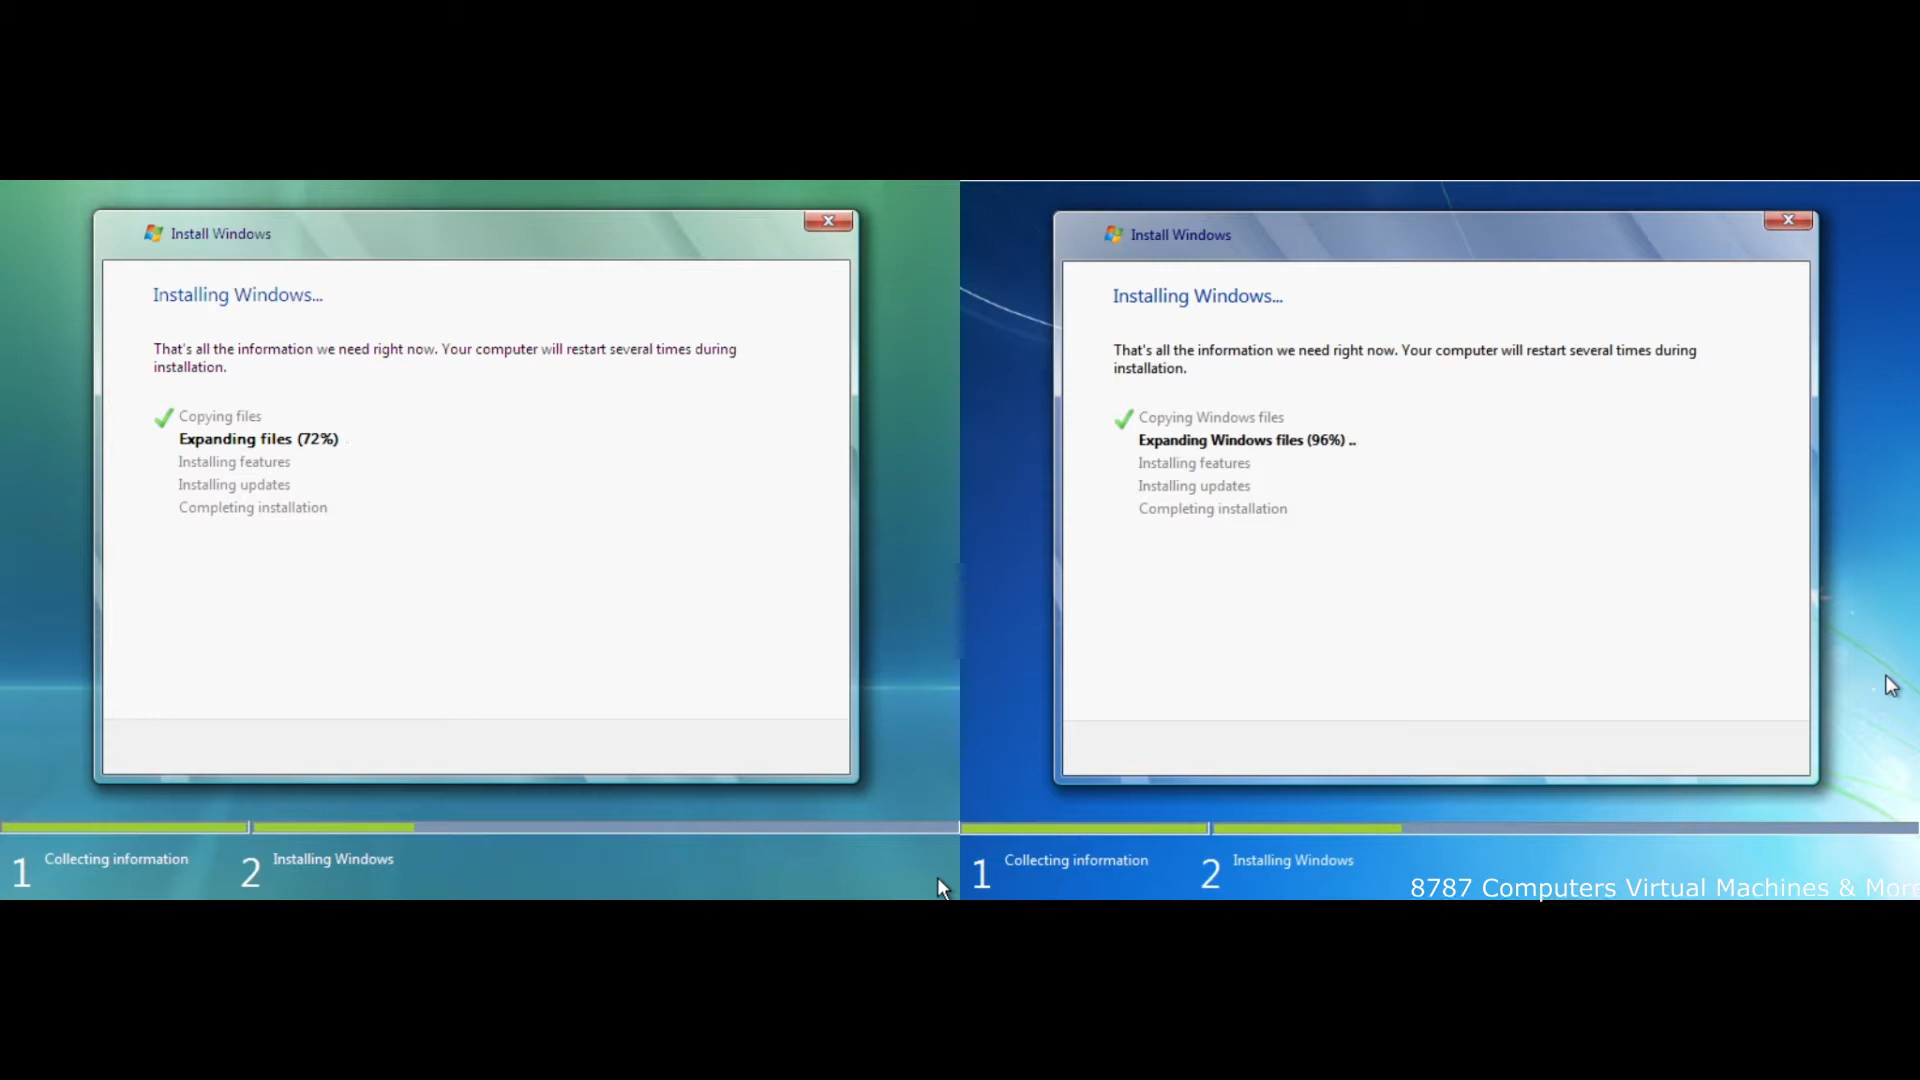 Install Windows
Installing Windows...
That's all the information we need right now. Your computer will restart several times during
installation.
Copying files
Expanding files (72%)
Installing features
Installing updates
Completing installation
1 Collecting information
2 Installing Windows
Install Windows
Installing Windows...
That's all the information we need right now. Your computer will restart several times during
installation.
Copying Windows files
Expanding Windows files (96%) ..
Installing features
Installing updates
Completing installation
1 Collecting information
2 Installing Windows
8787 Computers Virtual Machines & More